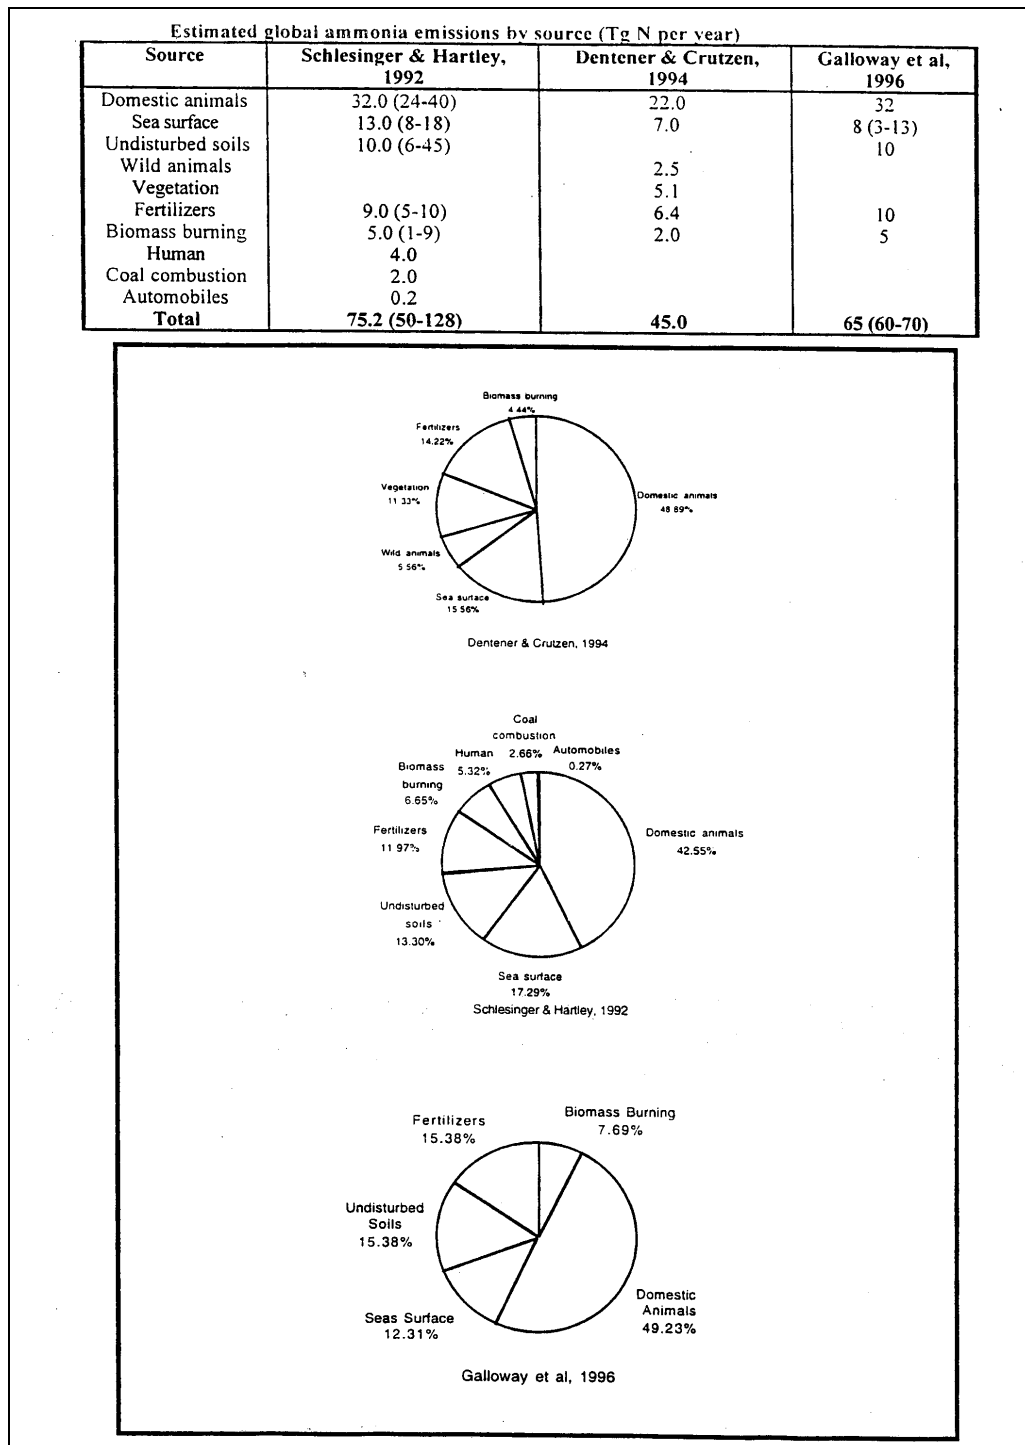 Estimated global ammonia emissions by source (Tg N per year)
Source Schlesinger & Hartley, 1992 Dentener & Crutzen, 1994 Galloway et al, 1996
Domestic animals 32.0 (24-40) 22.0 32
Sea surface 13.0 (8-18) 7.0 8 (3-13)
Undisturbed soils 10.0 (6-45) 10
Wild animals 2.5
Vegetation 5.1
Fertilizers 9.0 (5-10) 6.4 10
Biomass burning 5.0 (1-9) 2.0 5
Human 4.0
Coal combustion 2.0
Automobiles 0.2
Total 75.2 (50-128) 45.0 65 (60-70)
Biomass burning
4.44%
Fertilizers
14.22%
Vegetation
11 33%
Domestic animals
48 89%
Wild animals
5 56%
Sea surface
15 56%
Dentener & Crutzen, 1994
Coal
combustion
2.66%
Automobiles
0.27%
Human
5.32%
Biomass
burning
6.65%
Fertilizers
11 97%
Domestic animals
42.55%
Undisturbed
soils
13.30%
Sea surface
17.29%
Schlesinger & Hartley, 1992
Fertilizers
15.38%
Biomass Burning
7.69%
Undisturbed
Soils
15.38%
Domestic
Animals
49.23%
Seas Surface
12.31%
Galloway et al, 1996